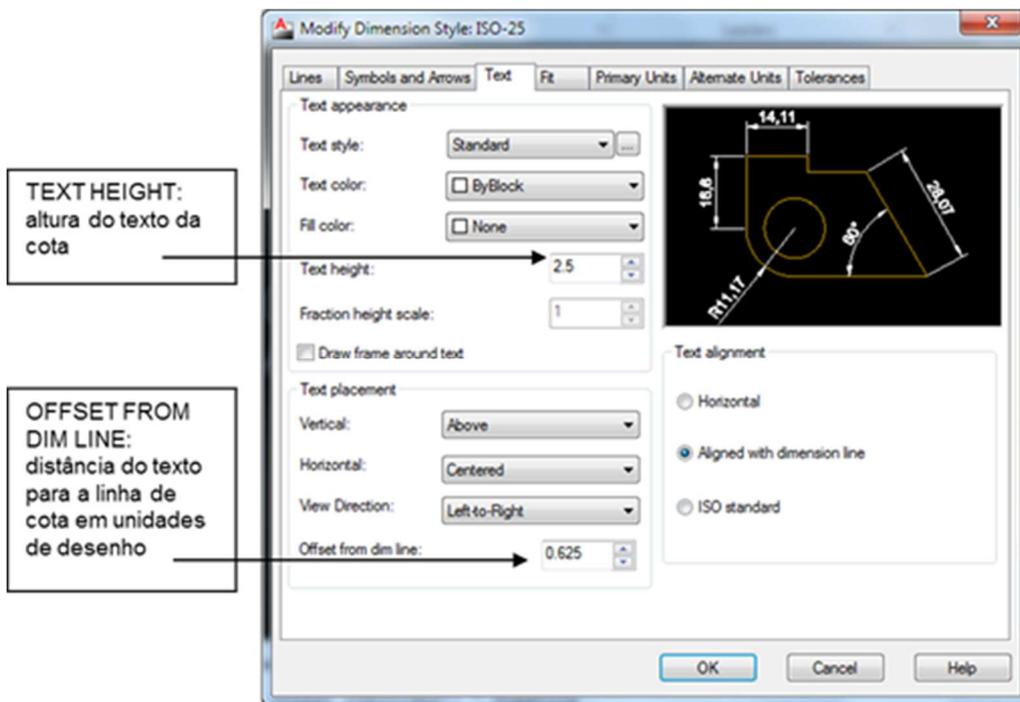 Modify Dimension Style: ISO-25
Lines
Symbols and Arrows
Text
Fit
Primary Units
Alternate Units
Tolerances
TEXT HEIGHT:
altura do texto da
cota
OFFSET FROM
DIM LINE:
distância do texto
para a linha de
cota em unidades
de desenho
Text appearance
Text style:
Standard
...
Text color:
ByBlock
Fill color:
None
Text height:
2.5
Fraction height scale:
1
Draw frame around text
Text placement
Vertical:
Above
Horizontal:
Centered
View Direction:
Left-to-Right
Offset from dim line:
0.625
14,11
16,6
28,07
60°
R11,17
Text alignment
Horizontal
Aligned with dimension line
ISO standard
OK
Cancel
Help